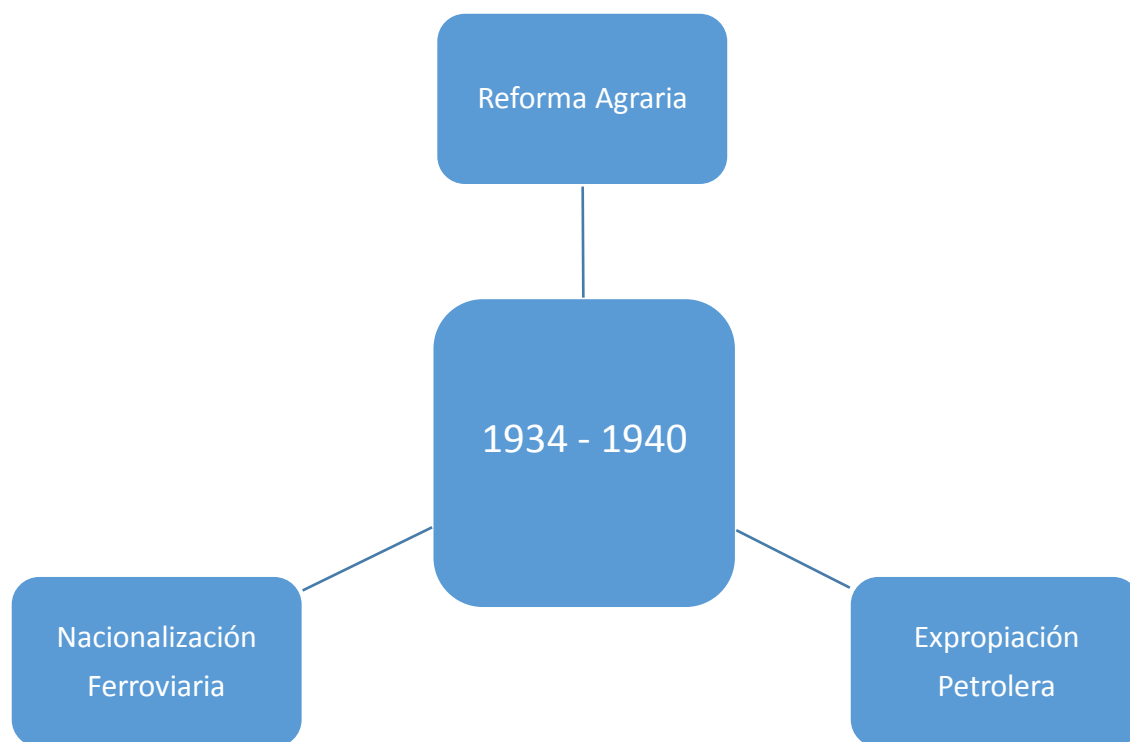 Reforma Agraria
1934 - 1940
Nacionalización
Ferroviaria
Expropiación
Petrolera